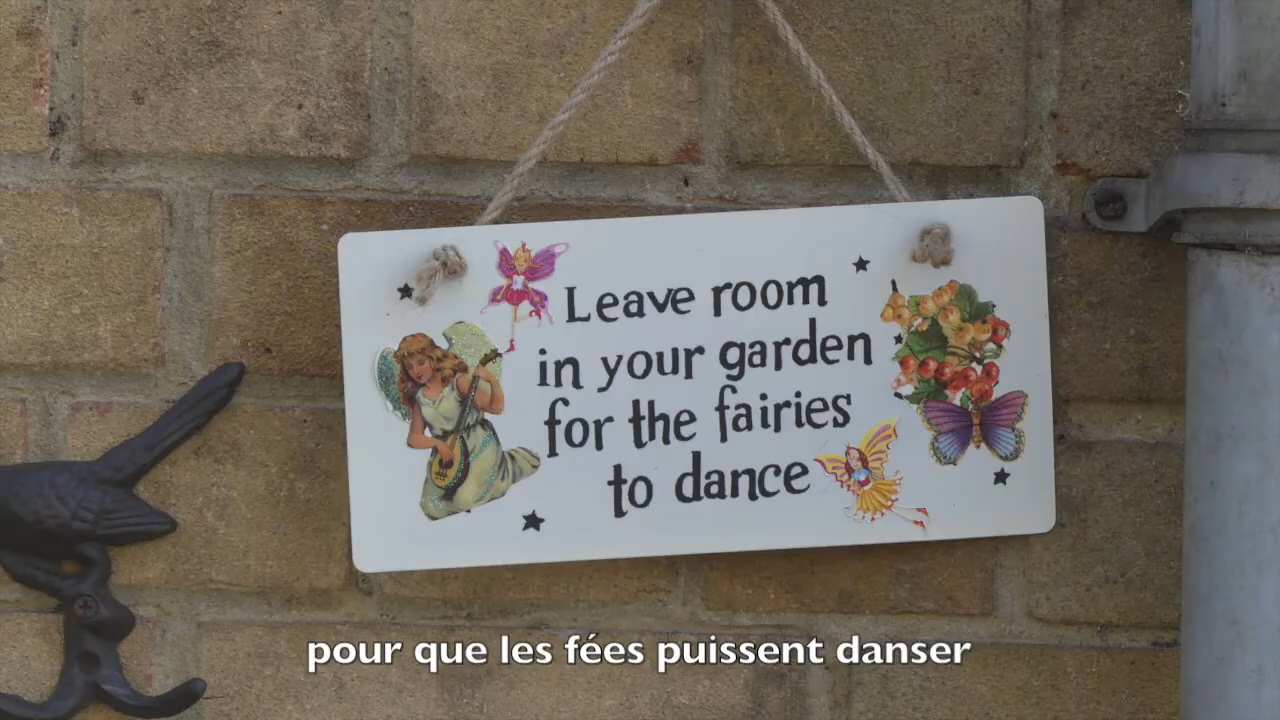 Leave room
in your garden
for the fairies
to dance
pour que les fées puissent danser